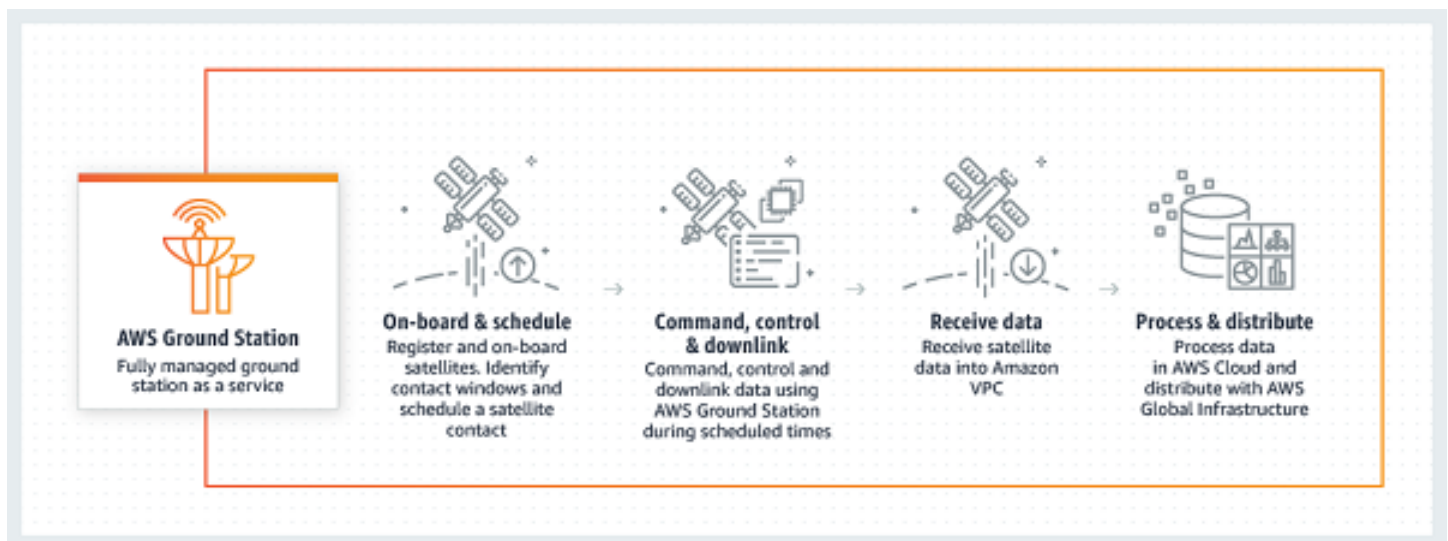 AWS Ground Station
Fully managed ground
station as a service
On-board & schedule
Register and on-board
satellites. Identify
contact windows and
schedule a satellite
contact
Command, control
& downlink
Command, control and
downlink data using
AWS Ground Station
during scheduled times
Receive data
Receive satellite
data into Amazon
VPC
Process & distribute
Process data
in AWS Cloud and
distribute with AWS
Global Infrastructure